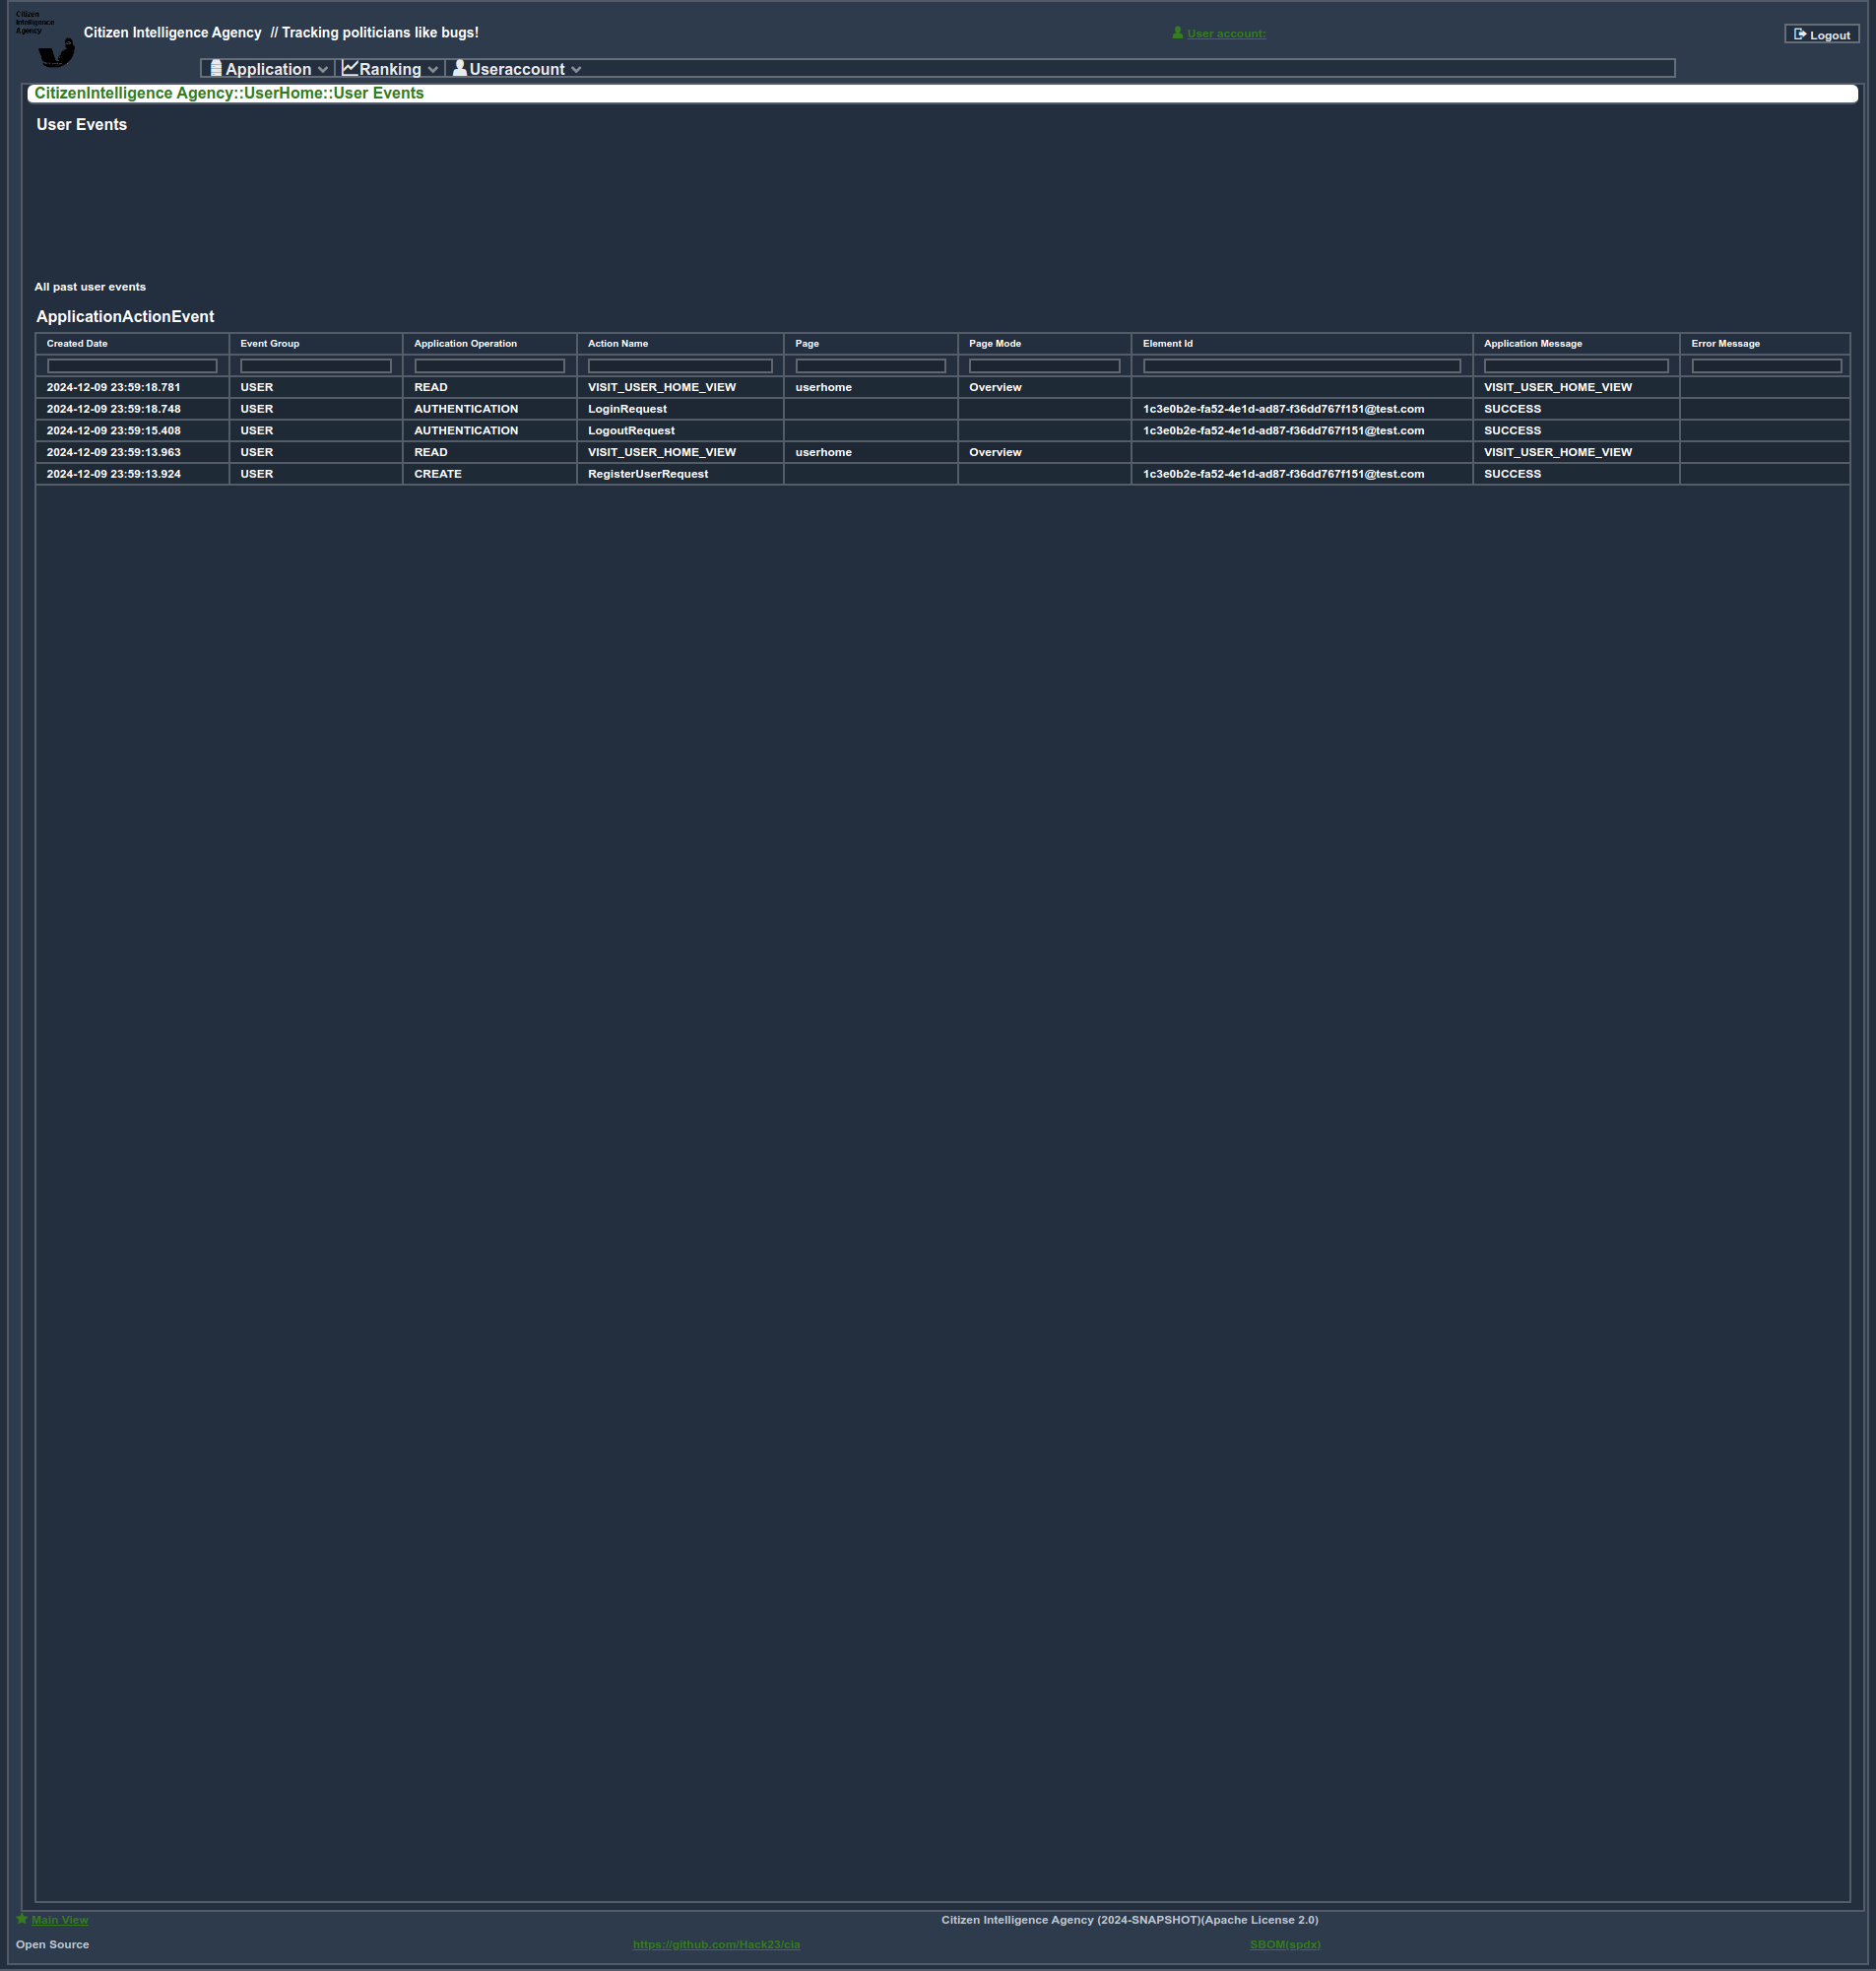 Citizen
Intelligence
Agency
Citizen Intelligence Agency // Tracking politicians like bugs!
User account:
Logout
Application Ranking Useraccount
CitizenIntelligence Agency::UserHome::User Events
User Events
All past user events
ApplicationActionEvent
Created Date Event Group Application Operation Action Name Page Page Mode Element Id Application Message Error Message
2024-12-09 23:59:18.781 USER READ VISIT_USER_HOME_VIEW userhome Overview VISIT_USER_HOME_VIEW
2024-12-09 23:59:18.748 USER AUTHENTICATION LoginRequest 1c3e0b2e-fa52-4e1d-ad87-f36dd767f151@test.com SUCCESS
2024-12-09 23:59:15.408 USER AUTHENTICATION LogoutRequest 1c3e0b2e-fa52-4e1d-ad87-f36dd767f151@test.com SUCCESS
2024-12-09 23:59:13.963 USER READ VISIT_USER_HOME_VIEW userhome Overview VISIT_USER_HOME_VIEW
2024-12-09 23:59:13.924 USER CREATE RegisterUserRequest 1c3e0b2e-fa52-4e1d-ad87-f36dd767f151@test.com SUCCESS
Main View Citizen Intelligence Agency (2024-SNAPSHOT)(Apache License 2.0)
Open Source https://github.com/Hack23/cia SBOM(spdx)